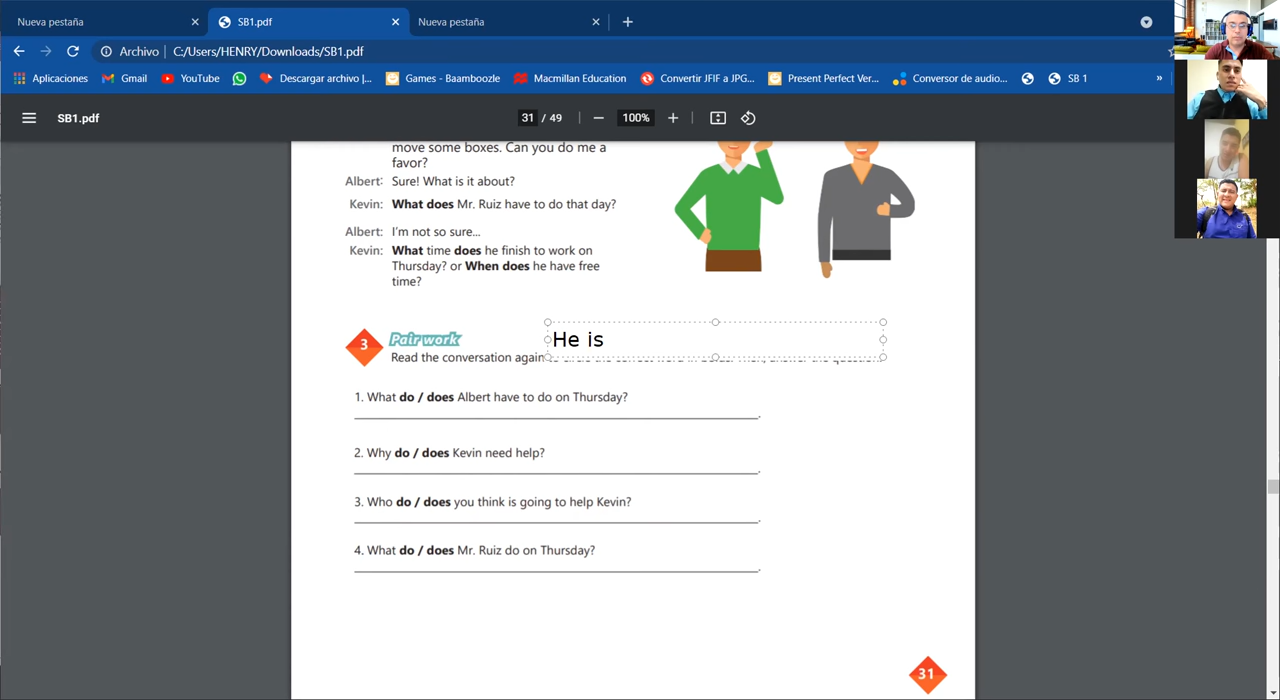 Nueva pestaña
SB1.pdf
Nueva pestaña
Archivo
C:/Users/HENRY/Downloads/SB1.pdf
Aplicaciones
Gmail
YouTube
Descargar archivo |...
Games - Baamboozle
Macmillan Education
Convertir JFIF a JPG...
Present Perfect Ver...
Conversor de audio...
SB 1
»
SB1.pdf
31 / 49
100%
move some boxes. Can you do me a
favor?
Albert: Sure! What is it about?
Kevin: What does Mr. Ruiz have to do that day?
Albert: I'm not so sure...
Kevin: What time does he finish to work on
Thursday? or When does he have free
time?
3
Pair work
He is
Read the conversation again
1. What do / does Albert have to do on Thursday?
2. Why do / does Kevin need help?
3. Who do / does you think is going to help Kevin?
4. What do / does Mr. Ruiz do on Thursday?
31